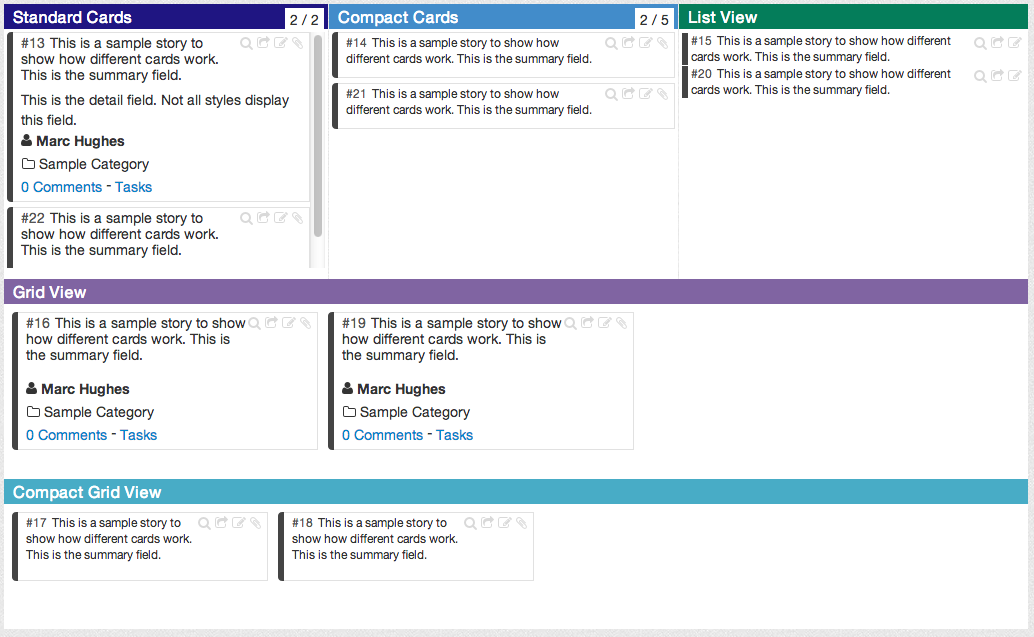 Standard Cards 2 / 2
#13 This is a sample story to
show how different cards work.
This is the summary field.
This is the detail field. Not all styles display
this field.
Marc Hughes
Sample Category
0 Comments - Tasks
#22 This is a sample story to
show how different cards work.
This is the summary field.
Compact Cards 2 / 5
#14 This is a sample story to show how
different cards work. This is the summary field.
#21 This is a sample story to show how
different cards work. This is the summary field.
List View
#15 This is a sample story to show how different
cards work. This is the summary field.
#20 This is a sample story to show how different
cards work. This is the summary field.
Grid View
#16 This is a sample story to show
how different cards work. This is
the summary field.
Marc Hughes
Sample Category
0 Comments - Tasks
#19 This is a sample story to show
how different cards work. This is
the summary field.
Marc Hughes
Sample Category
0 Comments - Tasks
Compact Grid View
#17 This is a sample story to
show how different cards work.
This is the summary field.
#18 This is a sample story to
show how different cards work.
This is the summary field.